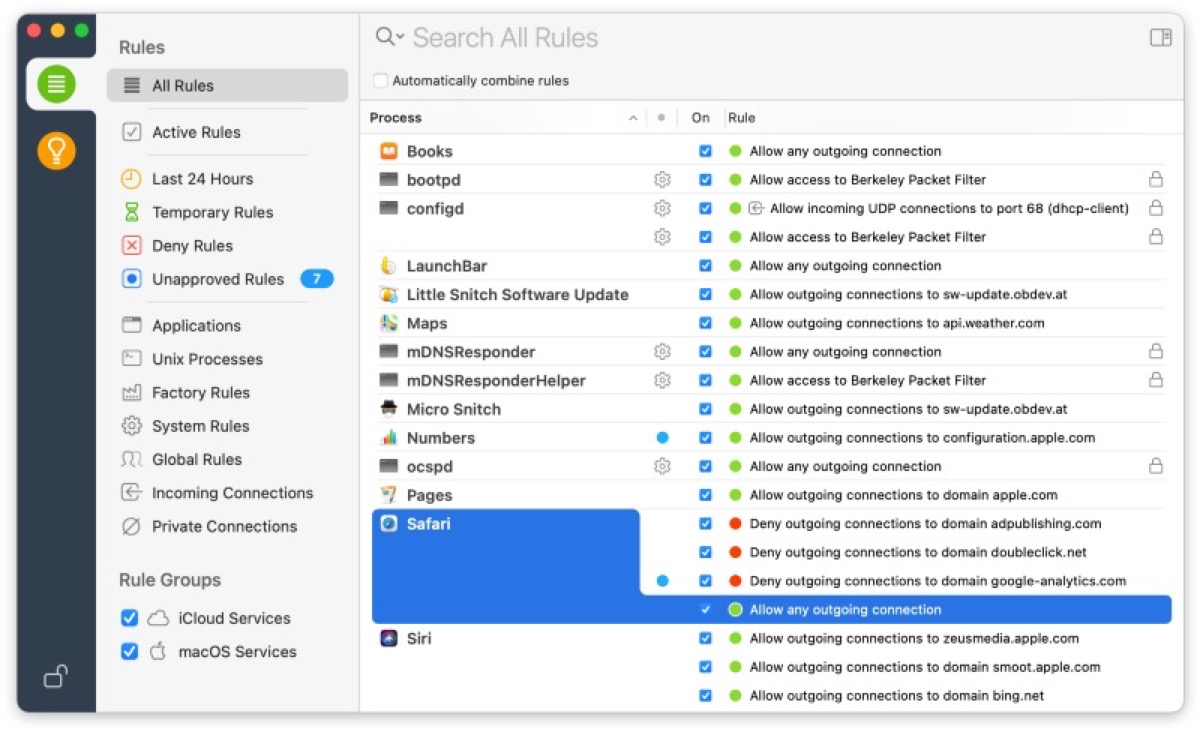 Rules
All Rules
Active Rules
Last 24 Hours
Temporary Rules
Deny Rules
Unapproved Rules 7
Applications
Unix Processes
Factory Rules
System Rules
Global Rules
Incoming Connections
Private Connections
Rule Groups
iCloud Services
macOS Services
Search All Rules
Automatically combine rules
Process On Rule
Books Allow any outgoing connection
bootpd Allow access to Berkeley Packet Filter
configd Allow incoming UDP connections to port 68 (dhcp-client)
Allow access to Berkeley Packet Filter
LaunchBar Allow any outgoing connection
Little Snitch Software Update Allow outgoing connections to sw-update.obdev.at
Maps Allow outgoing connections to api.weather.com
mDNSResponder Allow any outgoing connection
mDNSResponderHelper Allow access to Berkeley Packet Filter
Micro Snitch Allow outgoing connections to sw-update.obdev.at
Numbers Allow outgoing connections to configuration.apple.com
ocspd Allow any outgoing connection
Pages Allow outgoing connections to domain apple.com
Safari Deny outgoing connections to domain adpublishing.com
Deny outgoing connections to domain doubleclick.net
Deny outgoing connections to domain google-analytics.com
Allow any outgoing connection
Siri Allow outgoing connections to zeusmedia.apple.com
Allow outgoing connections to domain smoot.apple.com
Allow outgoing connections to domain bing.net